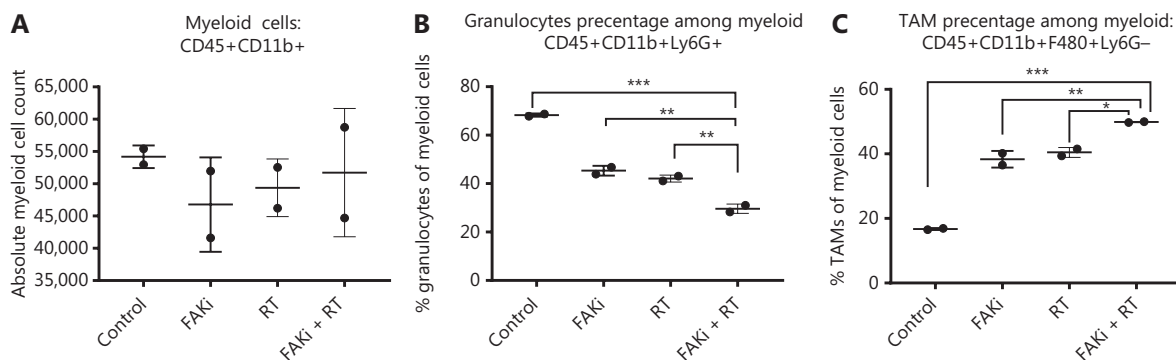 A
Myeloid cells:
CD45+CD11b+
Absolute myeloid cell count
65,000
60,000
55,000
50,000
45,000
40,000
35,000
Control
FAKi
RT
FAKi + RT
B
Granulocytes precentage among myeloid
CD45+CD11b+Ly6G+
% granulocytes of myeloid cells
80
60
40
20
0
***
**
**
Control
FAKi
RT
FAKi + RT
C
TAM precentage among myeloid:
CD45+CD11b+F480+Ly6G–
% TAMs of myeloid cells
60
40
20
0
***
**
*
Control
FAKi
RT
FAKi + RT